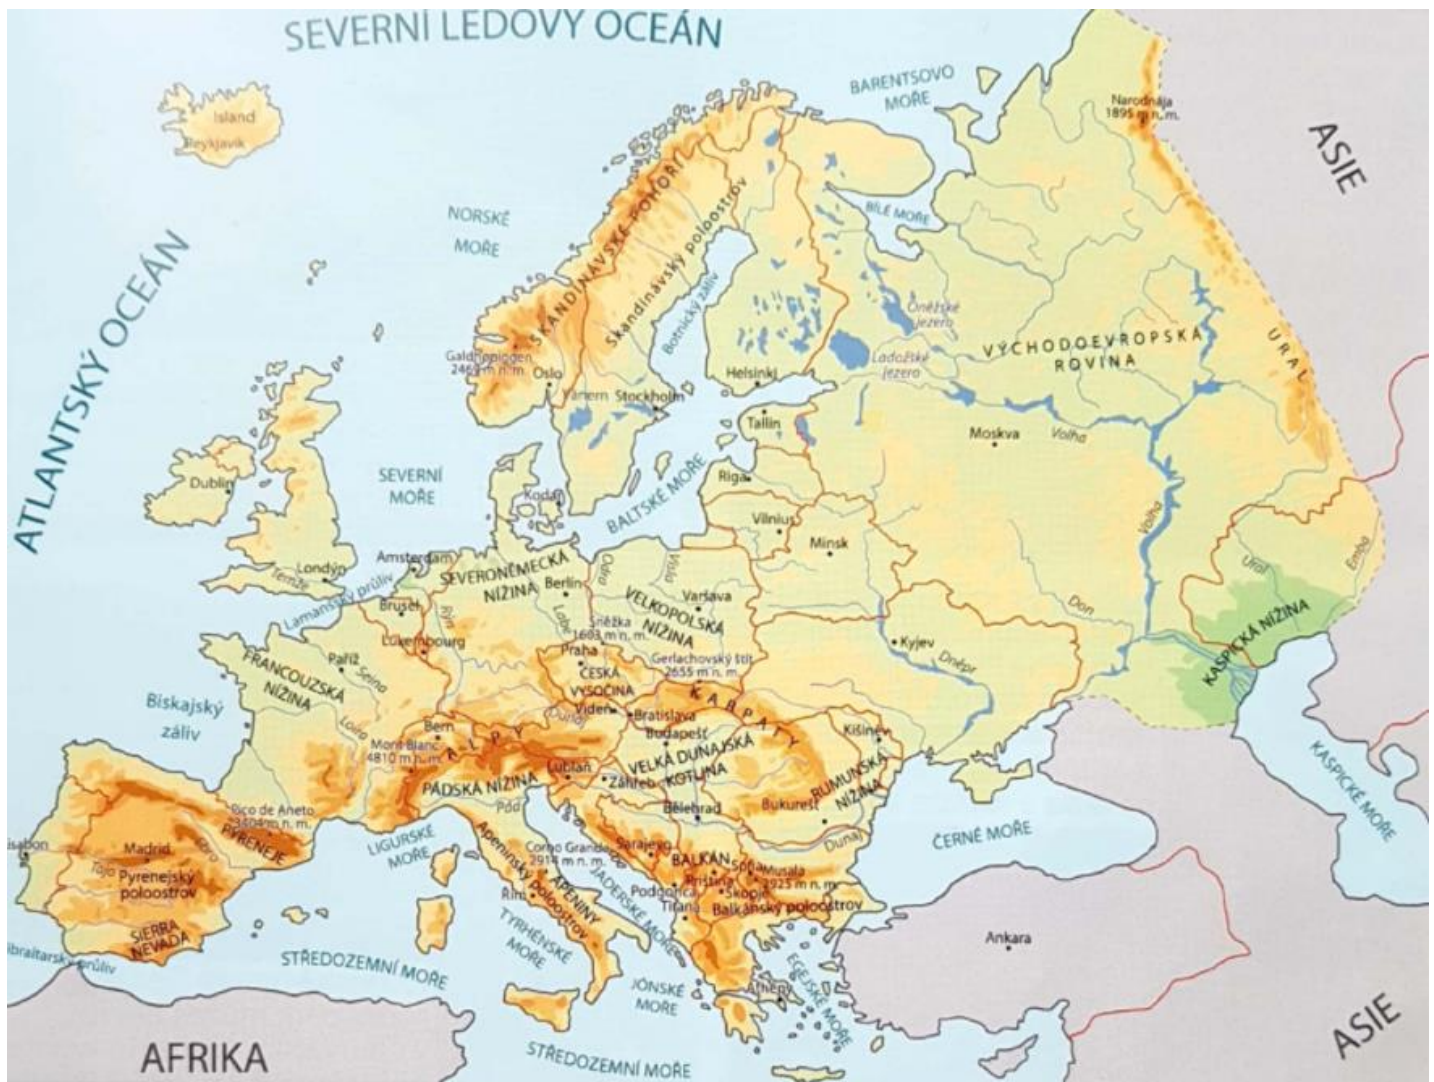 SEVERNÍ LEDOVÝ OCEÁN
BARENTSOVO
MOŘE
Narodnaja
1895 m n. m.
ASIE
Island
Reykjavik
NORSKÉ
MOŘE
BÍLÉ MOŘE
SKANDINÁVSKÉ POHOŘÍ
Skandinávský poloostrov
Botnický záliv
ATLANTSKÝ OCEÁN
Oněžské
jezero
Ladožské
jezero
VÝCHODOEVROPSKÁ
ROVINA
URAL
Galdhøpiggen
2469 m n. m.
Oslo
Vänern
Stockholm
Helsinki
Tallin
Moskva
Volha
Dublin
SEVERNÍ
MOŘE
BALTSKÉ MOŘE
Riga
Vilnius
Minsk
Volha
Ural
Emba
KASPICKÁ NÍŽINA
Londýn
Temže
Lamanšský průliv
Amsterdam
SEVERONĚMECKÁ
NÍŽINA
Berlín
Odra
Visla
Varšava
VELKOPOLSKÁ
NÍŽINA
Don
Brusel
Rýn
Labe
Sněžka
1603 m n. m.
Lukembourg
Praha
Kyjev
Dněpr
FRANCOUZSKÁ
NÍŽINA
Paříž
Seina
Loira
ČESKÁ
VYSOČINA
Gerlachovský štít
2655 m n. m.
KARPATY
Biskajský
záliv
Bern
Mont Blanc
4810 m n. m.
ALPY
Dunaj
Vídeň
Bratislava
Budapešť
VELKÁ DUNAJSKÁ
KOTLINA
Kišiněv
RUMUNSKÁ
NÍŽINA
KASPICKÉ MOŘE
PÁDSKÁ NÍŽINA
Pád
Lublaň
Záhřeb
Bělehrad
Bukurešť
Dunaj
ČERNÉ MOŘE
Pico de Aneto
3404 m n. m.
PYRENEJE
Ebro
Madrid
Tajo
Pyrenejský
poloostrov
SIERRA
NEVADA
LIGURSKÉ
MOŘE
Apeninský poloostrov
APENINY
Corno Grande
2914 m n. m.
Řím
JADERSKÉ MOŘE
Sarajevo
BALKÁN
Sofia
Musala
2925 m n. m.
Priština
Podgorica
Skopje
Tirana
Balkánský poloostrov
TYRHÉNSKÉ
MOŘE
JÓNSKÉ
MOŘE
EGEJSKÉ MOŘE
Athény
Ankara
STŘEDOZEMNÍ MOŘE
STŘEDOZEMNÍ MOŘE
AFRIKA
ASIE